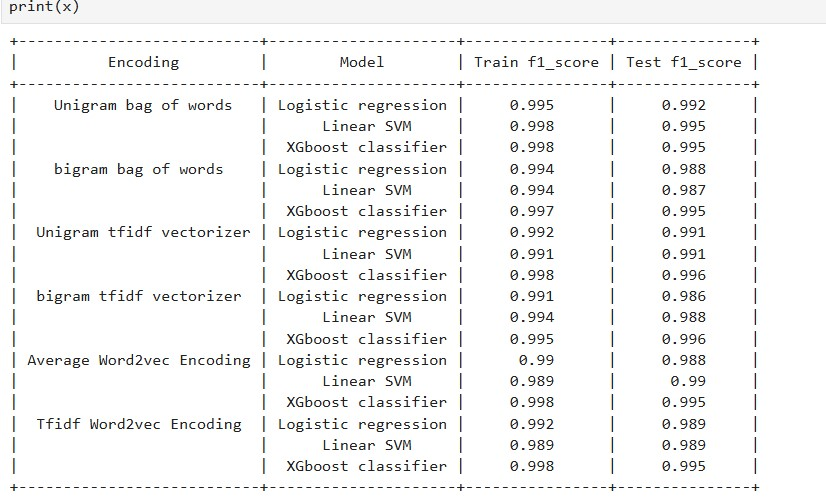 print(x)
+---------------------------+---------------------+----------------+---------------+
| Encoding | Model | Train f1_score | Test f1_score |
+---------------------------+---------------------+----------------+---------------+
| Unigram bag of words | Logistic regression | 0.995 | 0.992 |
| | Linear SVM | 0.998 | 0.995 |
| | XGboost classifier | 0.998 | 0.995 |
| bigram bag of words | Logistic regression | 0.994 | 0.988 |
| | Linear SVM | 0.994 | 0.987 |
| | XGboost classifier | 0.997 | 0.995 |
| Unigram tfidf vectorizer | Logistic regression | 0.992 | 0.991 |
| | Linear SVM | 0.991 | 0.991 |
| | XGboost classifier | 0.998 | 0.996 |
| bigram tfidf vectorizer | Logistic regression | 0.991 | 0.986 |
| | Linear SVM | 0.994 | 0.988 |
| | XGboost classifier | 0.995 | 0.996 |
| Average Word2vec Encoding | Logistic regression | 0.99 | 0.988 |
| | Linear SVM | 0.989 | 0.99 |
| | XGboost classifier | 0.998 | 0.995 |
| Tfidf Word2vec Encoding | Logistic regression | 0.992 | 0.989 |
| | Linear SVM | 0.989 | 0.989 |
| | XGboost classifier | 0.998 | 0.995 |
+---------------------------+---------------------+----------------+---------------+